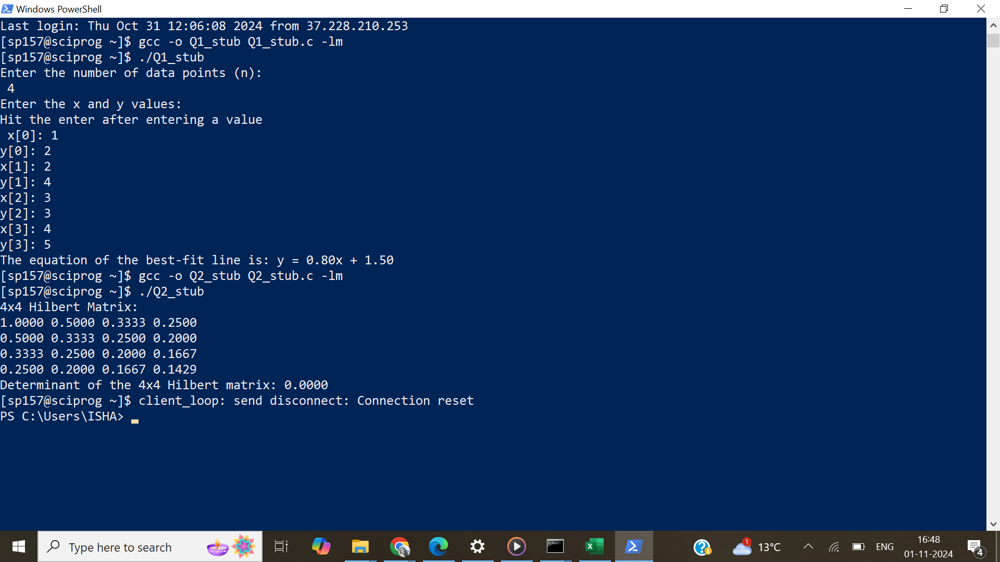 Windows PowerShell
Last login: Thu Oct 31 12:06:08 2024 from 37.228.210.253
[sp157@sciprog ~]$ gcc -o Q1_stub Q1_stub.c -lm
[sp157@sciprog ~]$ ./Q1_stub
Enter the number of data points (n):
4
Enter the x and y values:
Hit the enter after entering a value
x[0]: 1
y[0]: 2
x[1]: 2
y[1]: 4
x[2]: 3
y[2]: 3
x[3]: 4
y[3]: 5
The equation of the best-fit line is: y = 0.80x + 1.50
[sp157@sciprog ~]$ gcc -o Q2_stub Q2_stub.c -lm
[sp157@sciprog ~]$ ./Q2_stub
4x4 Hilbert Matrix:
1.0000 0.5000 0.3333 0.2500
0.5000 0.3333 0.2500 0.2000
0.3333 0.2500 0.2000 0.1667
0.2500 0.2000 0.1667 0.1429
Determinant of the 4x4 Hilbert matrix: 0.0000
[sp157@sciprog ~]$ client_loop: send disconnect: Connection reset
PS C:\Users\ISHA>
Type here to search
1
13°C
ENG
16:48
01-11-2024
4